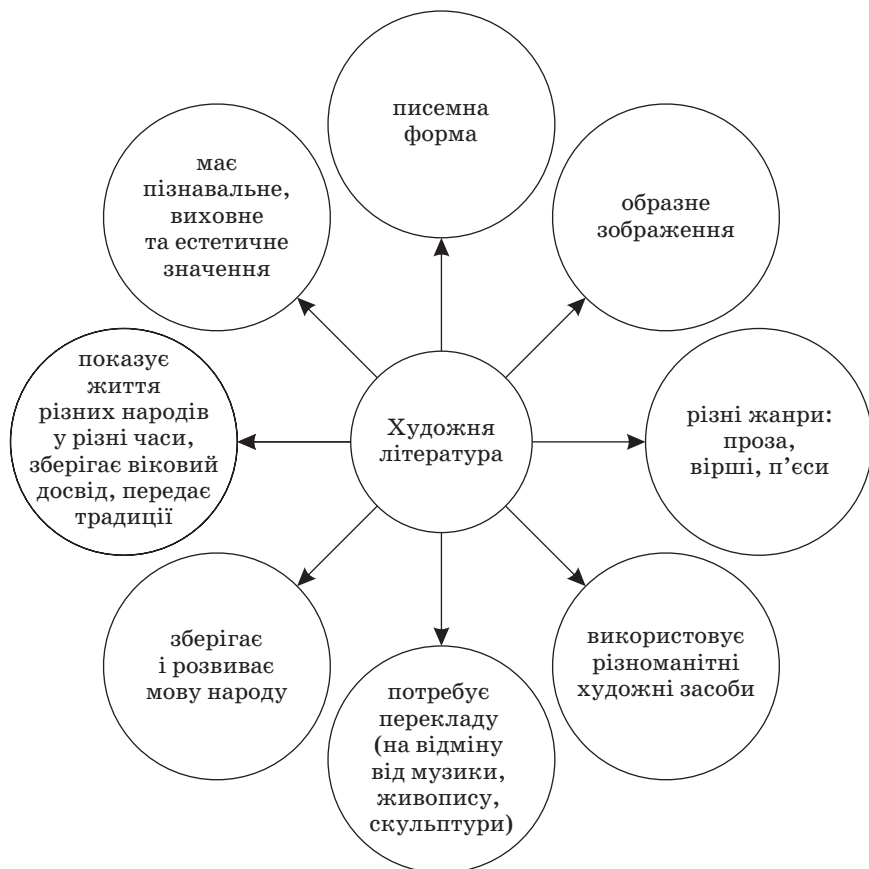 писемна
форма
має
пізнавальне,
виховне
та естетичне
значення
образне
зображення
показує
життя
різних народів
у різні часи,
зберігає віковий
досвід, передає
традиції
Художня
література
різні жанри:
проза,
вірші, п’єси
зберігає
і розвиває
мову народу
використовує
різноманітні
художні засоби
потребує
перекладу
(на відміну
від музики,
живопису,
скульптури)